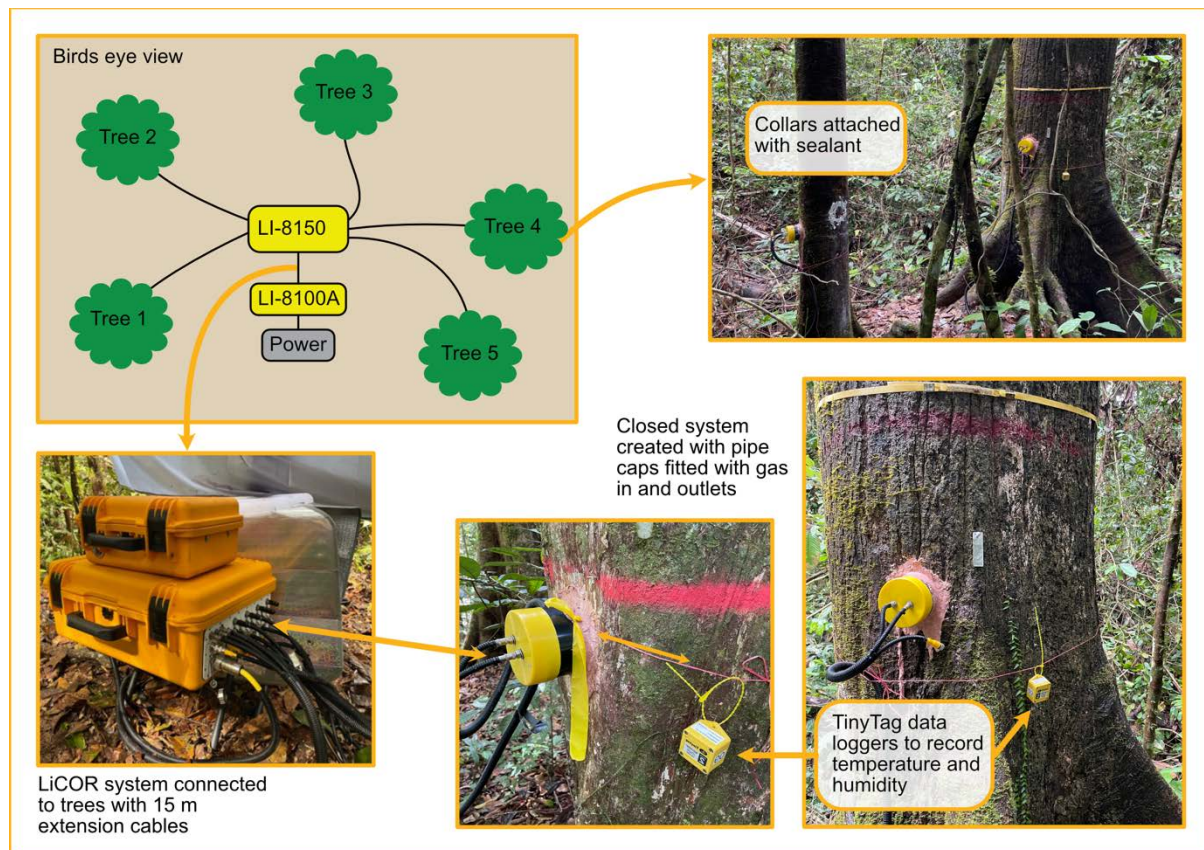 Birds eye view
Tree 3
Tree 2
LI-8150
Tree 4
LI-8100A
Tree 1
Power
Tree 5
Collars attached
with sealant
Closed system
created with pipe
caps fitted with gas
in and outlets
TinyTag data
loggers to record
temperature and
humidity
LiCOR system connected
to trees with 15 m
extension cables